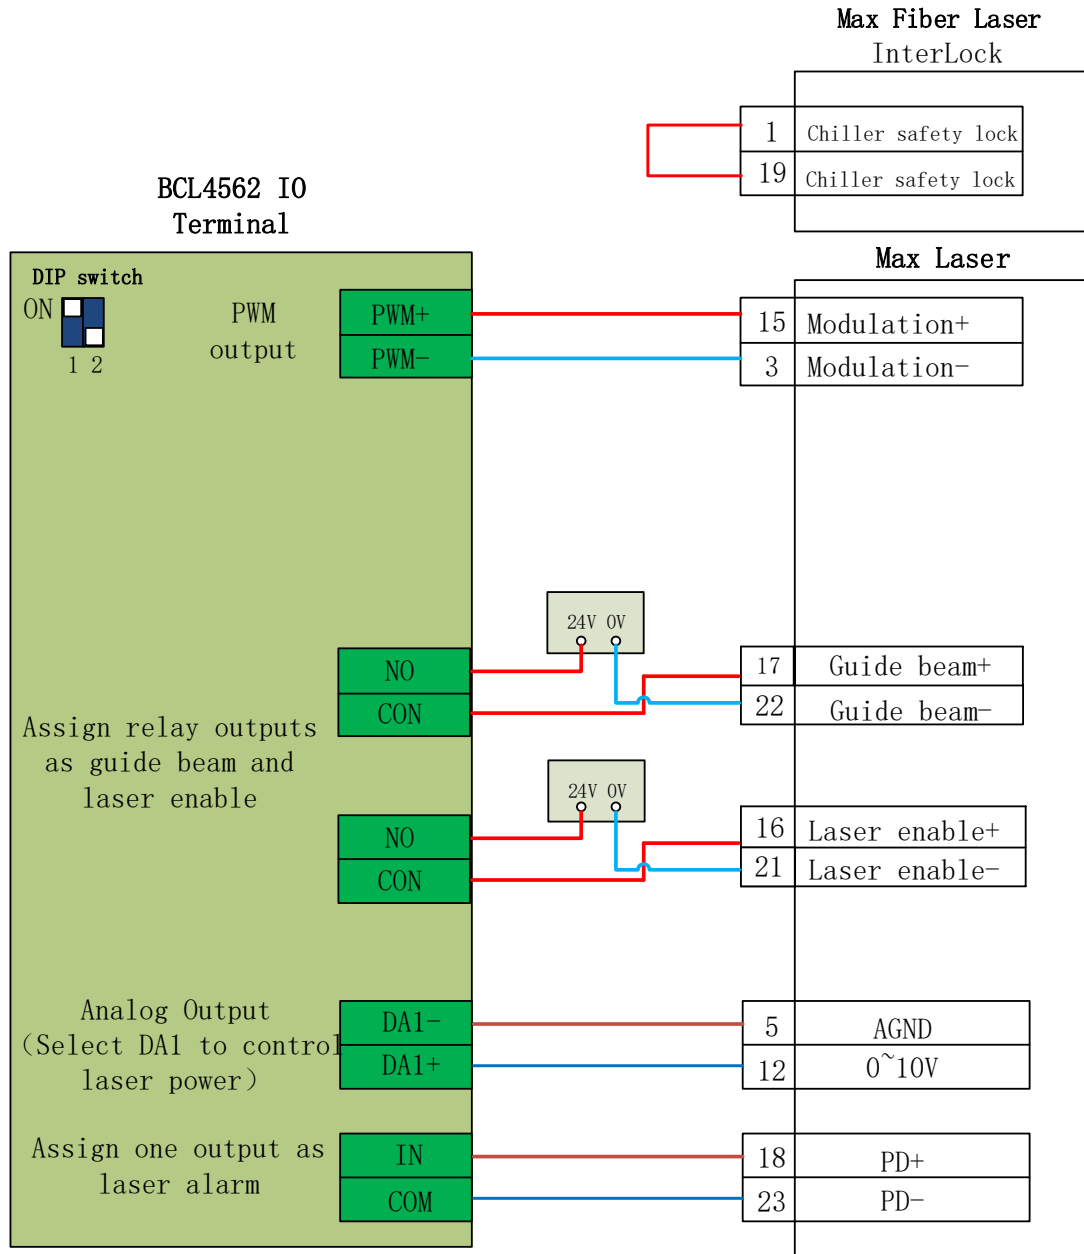 Max Fiber Laser
InterLock
1 Chiller safety lock
19 Chiller safety lock
BCL4562 IO
Terminal
DIP switch
ON
1 2
PWM
output
PWM+
PWM-
Max Laser
15 Modulation+
3 Modulation-
24V 0V
NO
CON
17 Guide beam+
22 Guide beam-
Assign relay outputs
as guide beam and
laser enable
24V 0V
NO
CON
16 Laser enable+
21 Laser enable-
Analog Output
（Select DA1 to control
laser power）
DA1-
DA1+
5 AGND
12 0~10V
Assign one output as
laser alarm
IN
COM
18 PD+
23 PD-